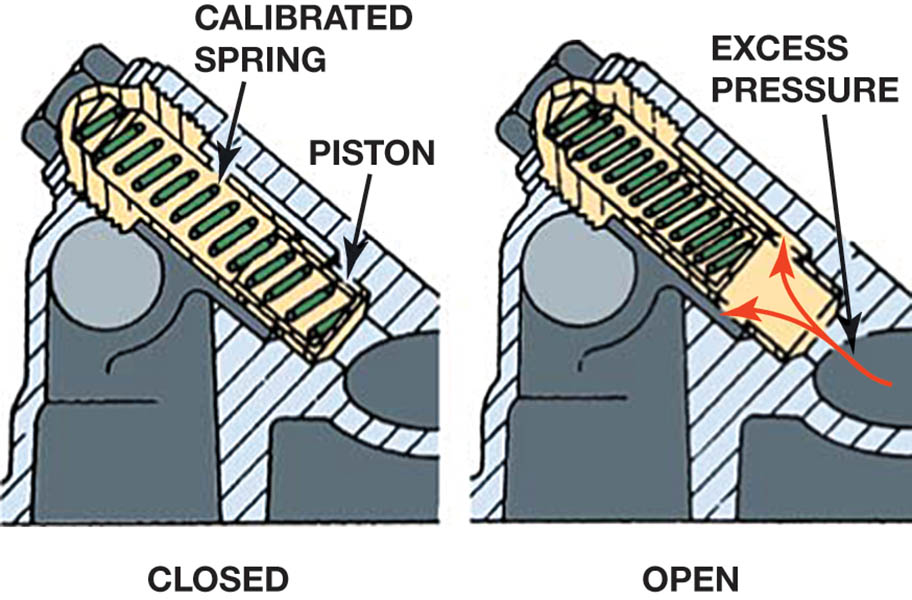 CALIBRATED
SPRING
PISTON
EXCESS
PRESSURE
CLOSED
OPEN